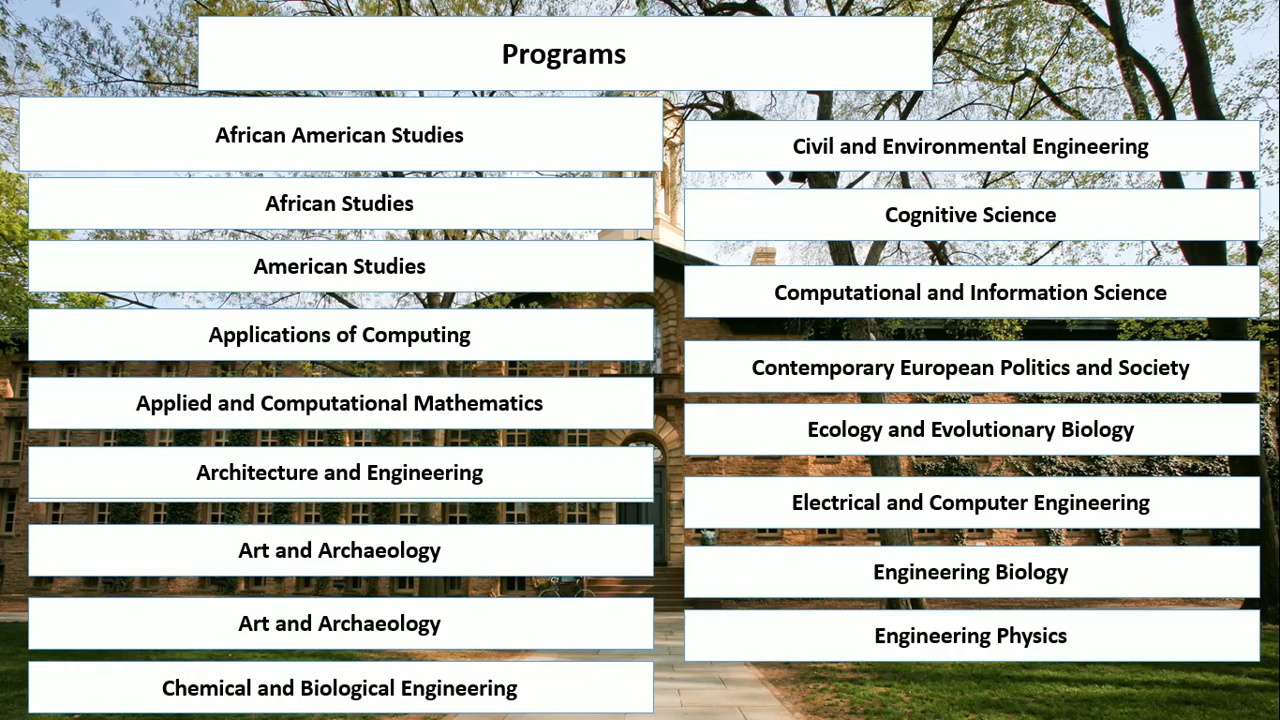 Programs
African American Studies
African Studies
American Studies
Applications of Computing
Applied and Computational Mathematics
Architecture and Engineering
Art and Archaeology
Art and Archaeology
Chemical and Biological Engineering
Civil and Environmental Engineering
Cognitive Science
Computational and Information Science
Contemporary European Politics and Society
Ecology and Evolutionary Biology
Electrical and Computer Engineering
Engineering Biology
Engineering Physics